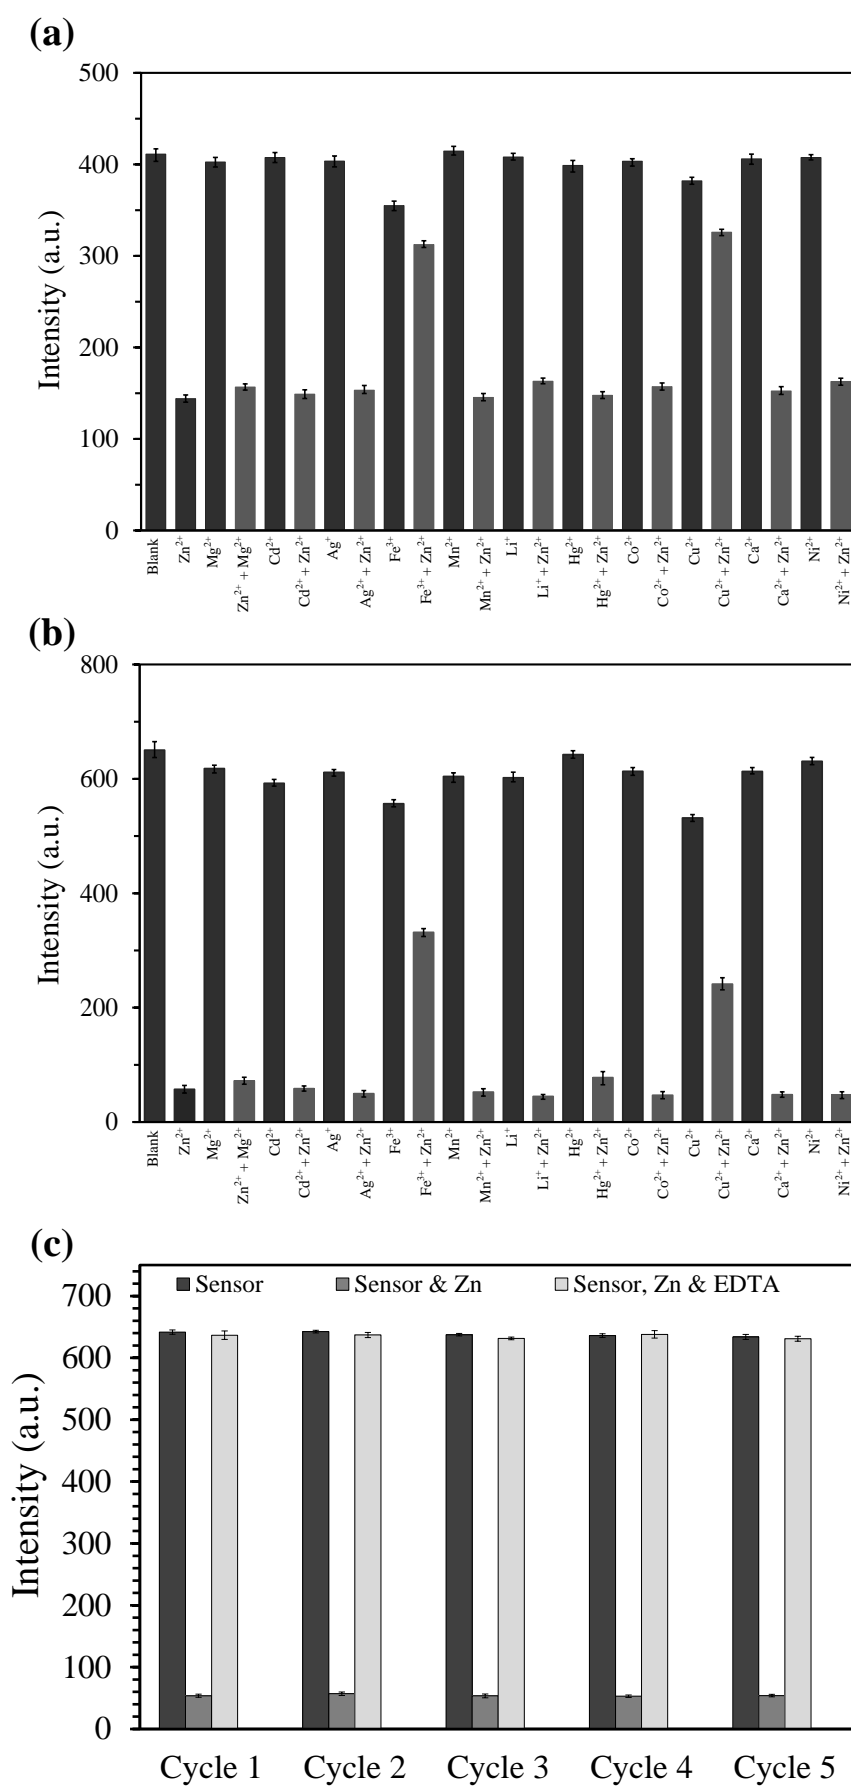 (a)
500
400
300
200
100
0
Intensity (a.u.)
Blank
Zn²⁺
Mg²⁺
Zn²⁺ + Mg²⁺
Cd²⁺
Cd²⁺ + Zn²⁺
Ag⁺
Ag²⁺ + Zn²⁺
Fe³⁺
Fe³⁺ + Zn²⁺
Mn²⁺
Mn²⁺ + Zn²⁺
Li⁺
Li⁺ + Zn²⁺
Hg²⁺
Hg²⁺ + Zn²⁺
Co²⁺
Co²⁺ + Zn²⁺
Cu²⁺
Cu²⁺ + Zn²⁺
Ca²⁺
Ca²⁺ + Zn²⁺
Ni²⁺
Ni²⁺ + Zn²⁺
(b)
800
600
400
200
0
Intensity (a.u.)
Blank
Zn²⁺
Mg²⁺
Zn²⁺ + Mg²⁺
Cd²⁺
Cd²⁺ + Zn²⁺
Ag⁺
Ag²⁺ + Zn²⁺
Fe³⁺
Fe³⁺ + Zn²⁺
Mn²⁺
Mn²⁺ + Zn²⁺
Li⁺
Li⁺ + Zn²⁺
Hg²⁺
Hg²⁺ + Zn²⁺
Co²⁺
Co²⁺ + Zn²⁺
Cu²⁺
Cu²⁺ + Zn²⁺
Ca²⁺
Ca²⁺ + Zn²⁺
Ni²⁺
Ni²⁺ + Zn²⁺
(c)
Sensor Sensor & Zn Sensor, Zn & EDTA
700
600
500
400
300
200
100
0
Intensity (a.u.)
Cycle 1 Cycle 2 Cycle 3 Cycle 4 Cycle 5